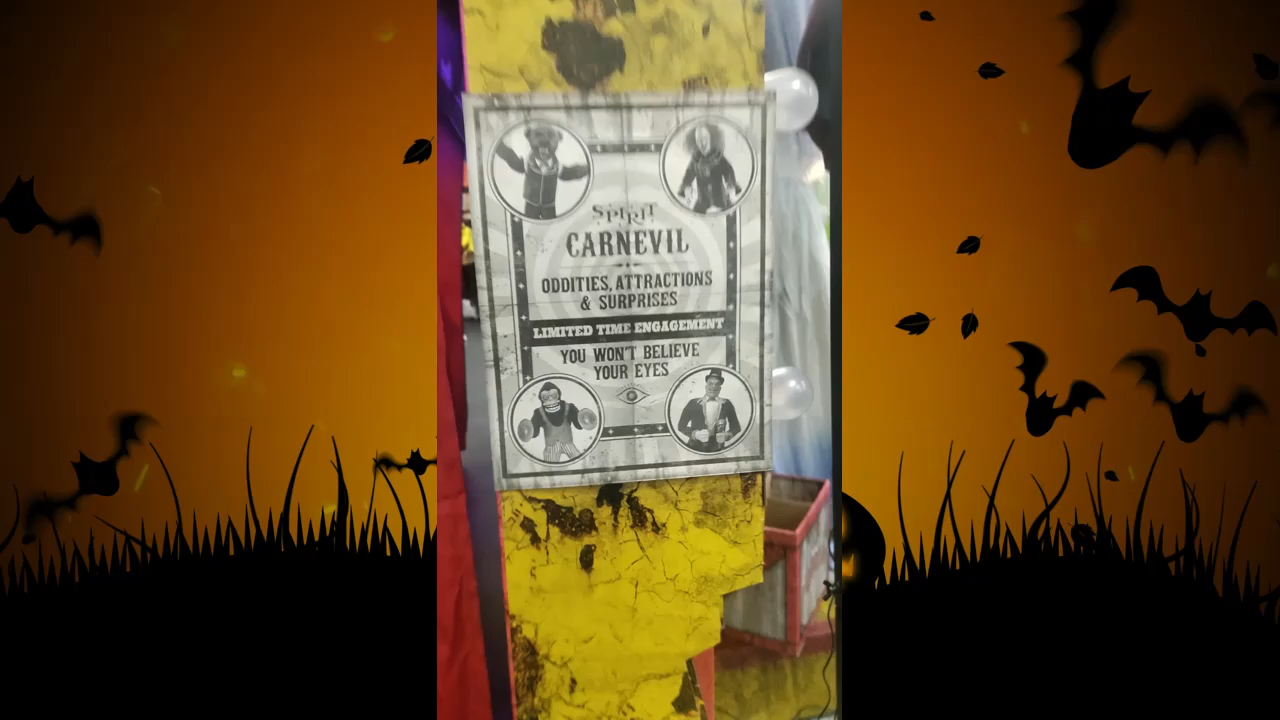 SPIRIT
CARNEVIL
ODDITIES, ATTRACTIONS
& SURPRISES
LIMITED TIME ENGAGEMENT
YOU WON'T BELIEVE
YOUR EYES